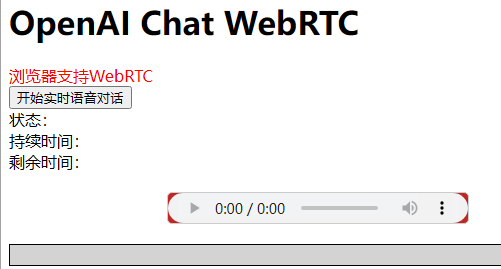 OpenAI Chat WebRTC
浏览器支持WebRTC
开始实时语音对话
状态：
持续时间：
剩余时间：
0:00 / 0:00